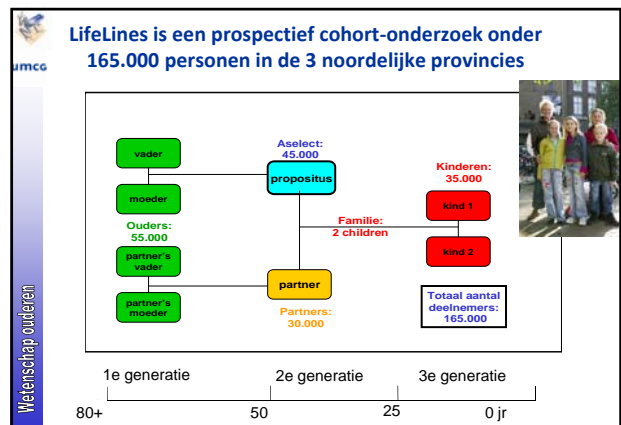 LifeLines is een prospectief cohort-onderzoek onder
165.000 personen in de 3 noordelijke provincies
umcg
vader
moeder
Ouders:
55.000
partner's
vader
partner's
moeder
Aselect:
45.000
propositus
Familie:
2 children
partner
Partners:
30.000
Kinderen:
35.000
kind 1
kind 2
Totaal aantal
deelnemers:
165.000
Wetenschap ouderen
1e generatie
2e generatie
3e generatie
80+
50
25
0 jr